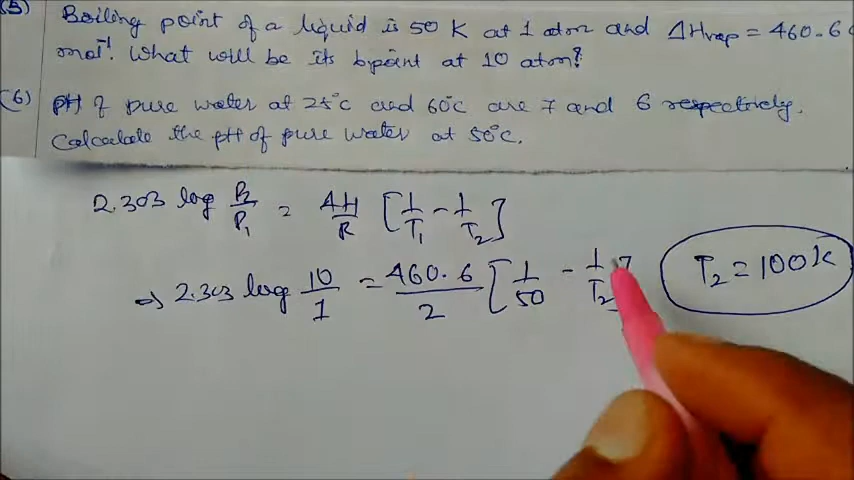 (5) Boiling point of a liquid is 50 K at 1 atm and ΔHvap = 460.6
mol⁻¹. What will be its b.point at 10 atm?
(6) pH of pure water at 25°c and 60°c are 7 and 6 respectively.
Calculate the pH of pure water at 50°c.
2.303 log P₂/P₁ = ΔH/R [1/T₁ - 1/T₂]
⇒ 2.303 log 10/1 = 460.6/2 [1/50 - 1/T₂]
T₂ = 100 K